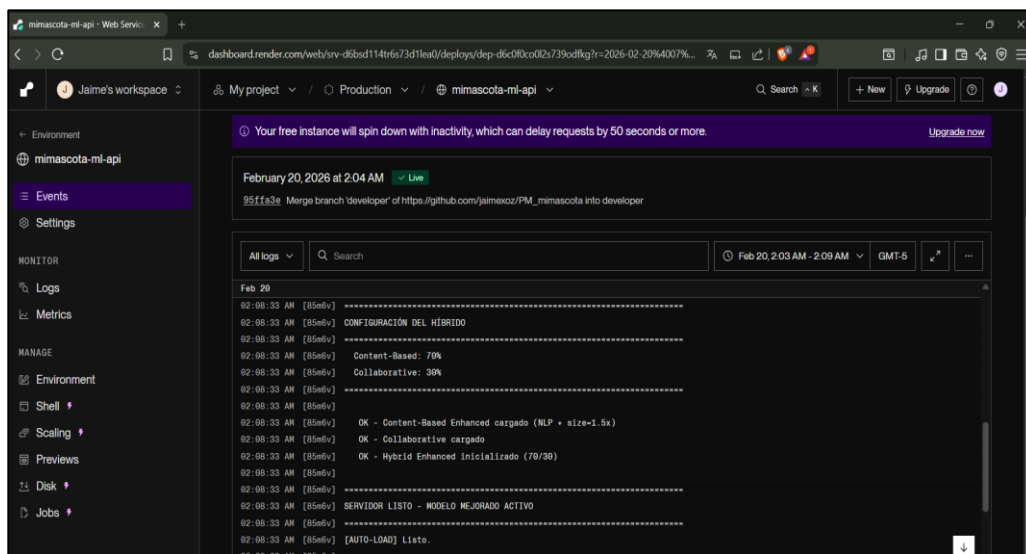 mimascota-ml-api - Web Servic
dashboard.render.com/web/srv-d6bsd114tr6s73d1lea0/deploys/dep-d6c0f0co0l2s739odfkg?r=2026-02-20%4007%...
J Jaime's workspace
My project / Production / mimascota-ml-api
Search ^ K
+ New
Upgrade
J
← Environment
mimascota-ml-api
Events
Settings
MONITOR
Logs
Metrics
MANAGE
Environment
Shell
Scaling
Previews
Disk
Jobs
Your free instance will spin down with inactivity, which can delay requests by 50 seconds or more.
Upgrade now
February 20, 2026 at 2:04 AM ✓ Live
95ffa3e Merge branch 'developer' of https://github.com/jaimexoz/PM_mimascota into developer
All logs
Search
Feb 20, 2:03 AM - 2:09 AM
GMT-5
...
Feb 20
02:08:33 AM [85m6v] ======================================================================
02:08:33 AM [85m6v] CONFIGURACIÓN DEL HÍBRIDO
02:08:33 AM [85m6v] ======================================================================
02:08:33 AM [85m6v] Content-Based: 70%
02:08:33 AM [85m6v] Collaborative: 30%
02:08:33 AM [85m6v] ======================================================================
02:08:33 AM [85m6v]
02:08:33 AM [85m6v] OK - Content-Based Enhanced cargado (NLP + size=1.5x)
02:08:33 AM [85m6v] OK - Collaborative cargado
02:08:33 AM [85m6v] OK - Hybrid Enhanced inicializado (70/30)
02:08:33 AM [85m6v]
02:08:33 AM [85m6v] ======================================================================
02:08:33 AM [85m6v] SERVIDOR LISTO - MODELO MEJORADO ACTIVO
02:08:33 AM [85m6v] ======================================================================
02:08:33 AM [85m6v] [AUTO-LOAD] Listo.